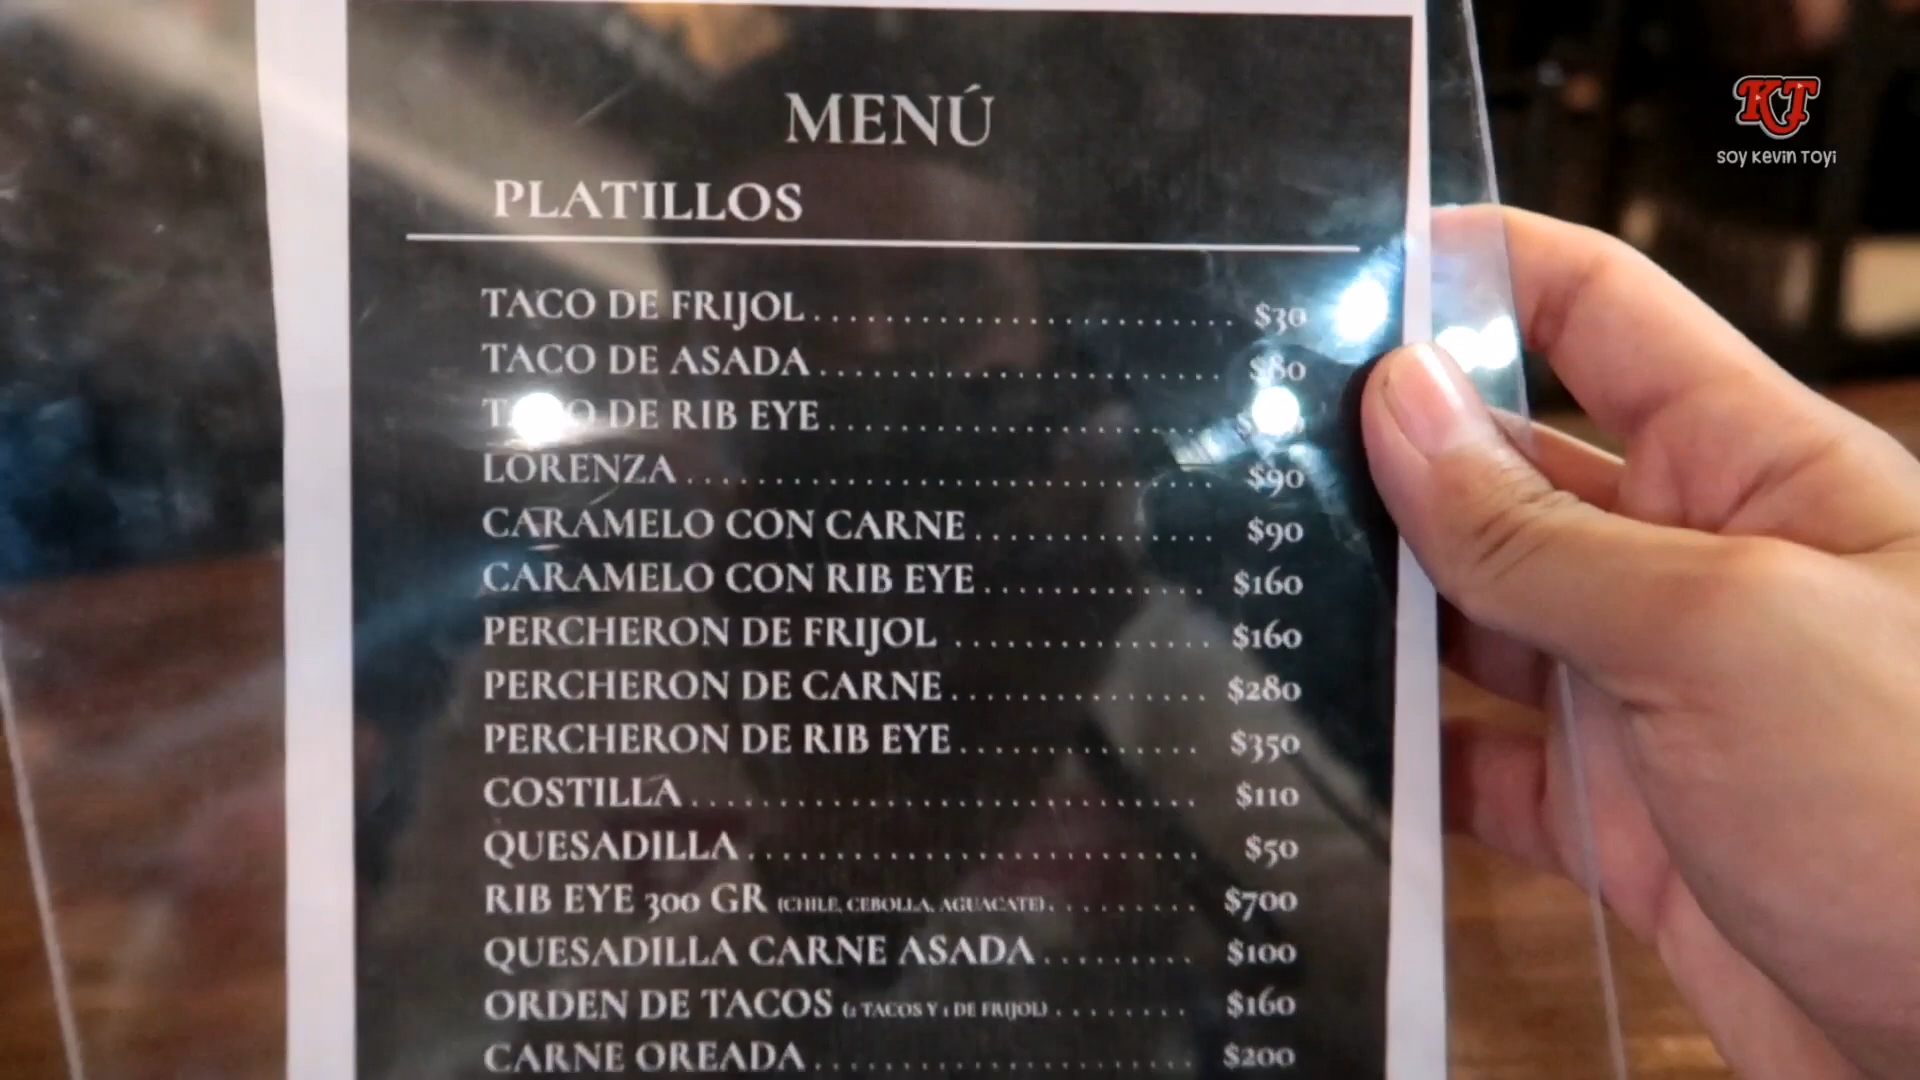 MENÚ
PLATILLOS
TACO DE FRIJOL........................ $30
TACO DE ASADA...................... $80
DE RIB EYE.....................
LORENZA............................. $90
CARAMELO CON CARNE............. $90
CARAMELO CON RIB EYE............ $160
PERCHERON DE FRIJOL .............. $160
PERCHERON DE CARNE.............. $280
PERCHERON DE RIB EYE............. $350
COSTILLA............................ $110
QUESADILLA......................... $50
RIB EYE 300 GR (CHILE, CEBOLLA, AGUACATE)......... $700
QUESADILLA CARNE ASADA......... $100
ORDEN DE TACOS (2 TACOS Y 1 DE FRIJOL)........ $160
CARNE OREADA..................... $200
KT
SOY KEVIN TOYI